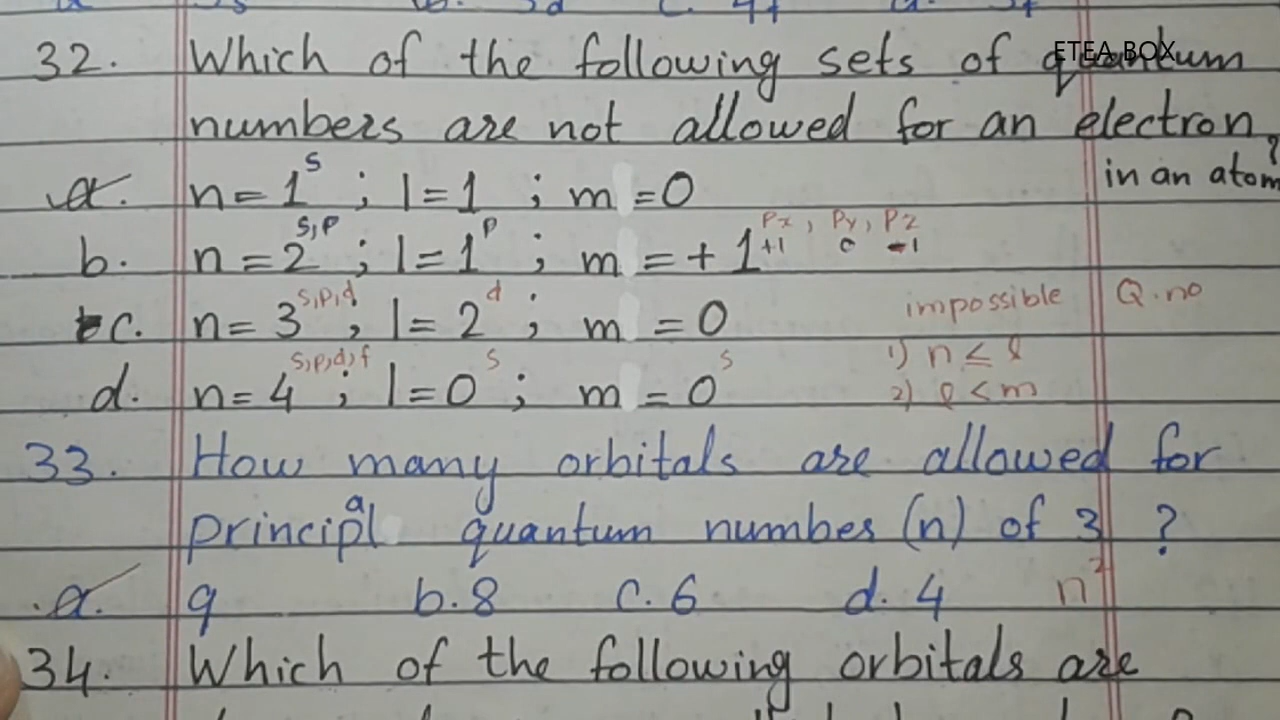 32. Which of the following sets of quantum
ETEA BOX
numbers are not allowed for an electron
in an atom ?
a. n = 1 s ; l = 1 ; m = 0
b. n = 2 s,p ; l = 1 p ; m = + 1 Px , Py , Pz
+1 0 -1
c. n = 3 s,p,d , l = 2 d ; m = 0 impossible Q.no
d. n = 4 s,p,d,f ; l = 0 s ; m = 0 s
1) n ≤ l
2) l < m
33. How many orbitals are allowed for
principal quantum number (n) of 3 ?
a. 9 b. 8 c. 6 d. 4 n²
34. Which of the following orbitals are